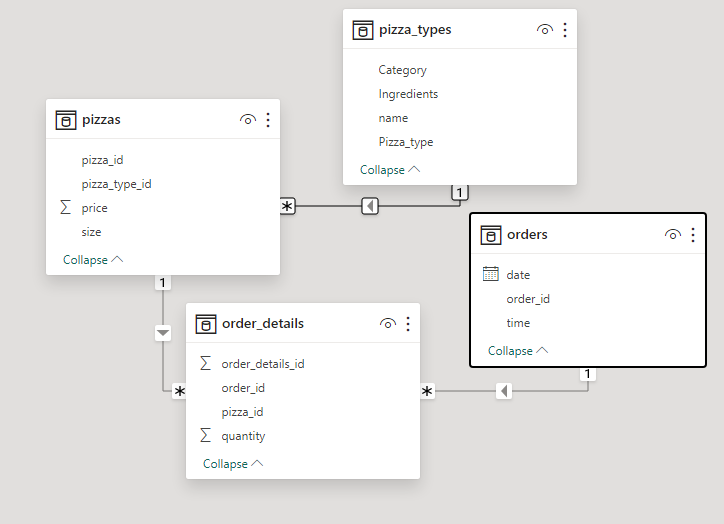 pizza_types
Category
Ingredients
name
Pizza_type
Collapse
pizzas
pizza_id
pizza_type_id
Σ price
size
Collapse
* 1
orders
date
order_id
time
Collapse
1
order_details
Σ order_details_id
order_id
pizza_id
Σ quantity
Collapse
* * 1